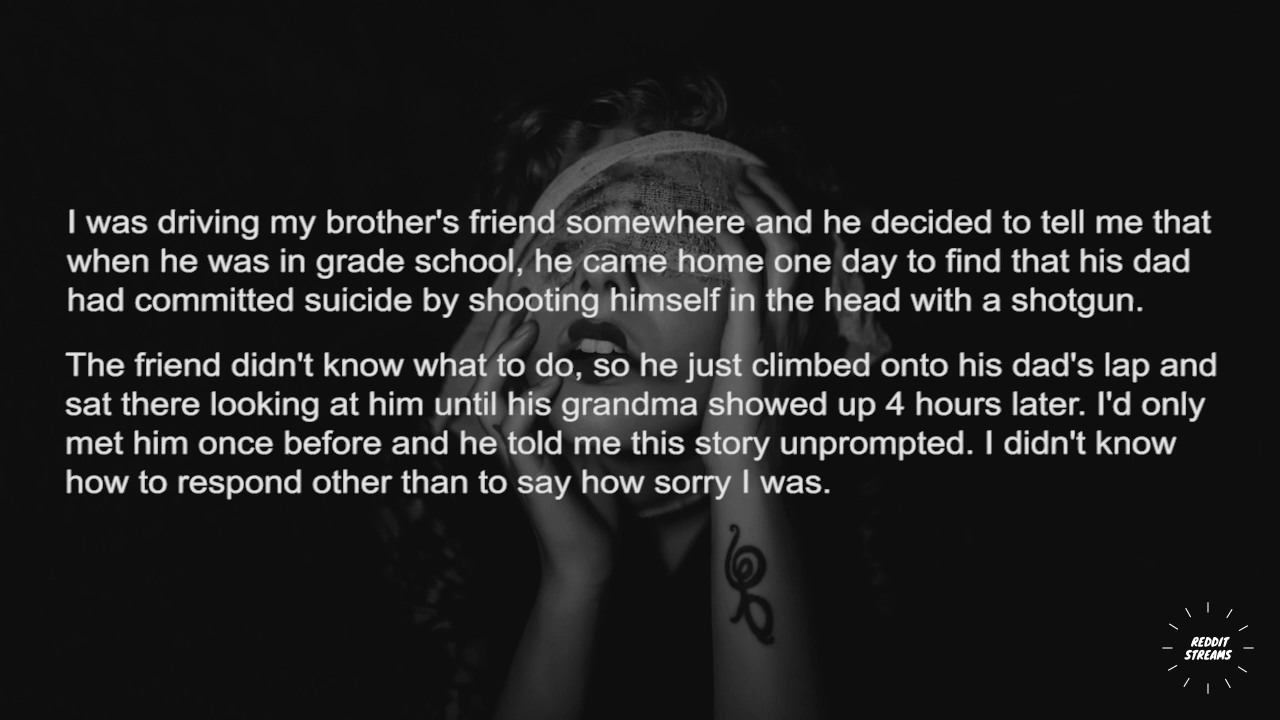 I was driving my brother's friend somewhere and he decided to tell me that
when he was in grade school, he came home one day to find that his dad
had committed suicide by shooting himself in the head with a shotgun.
The friend didn't know what to do, so he just climbed onto his dad's lap and
sat there looking at him until his grandma showed up 4 hours later. I'd only
met him once before and he told me this story unprompted. I didn't know
how to respond other than to say how sorry I was.
REDDIT
STREAMS